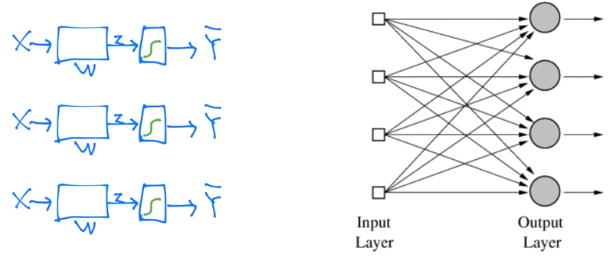 X z Ȳ
W
X z Ȳ
W
X z Ȳ
W
Input
Layer
Output
Layer